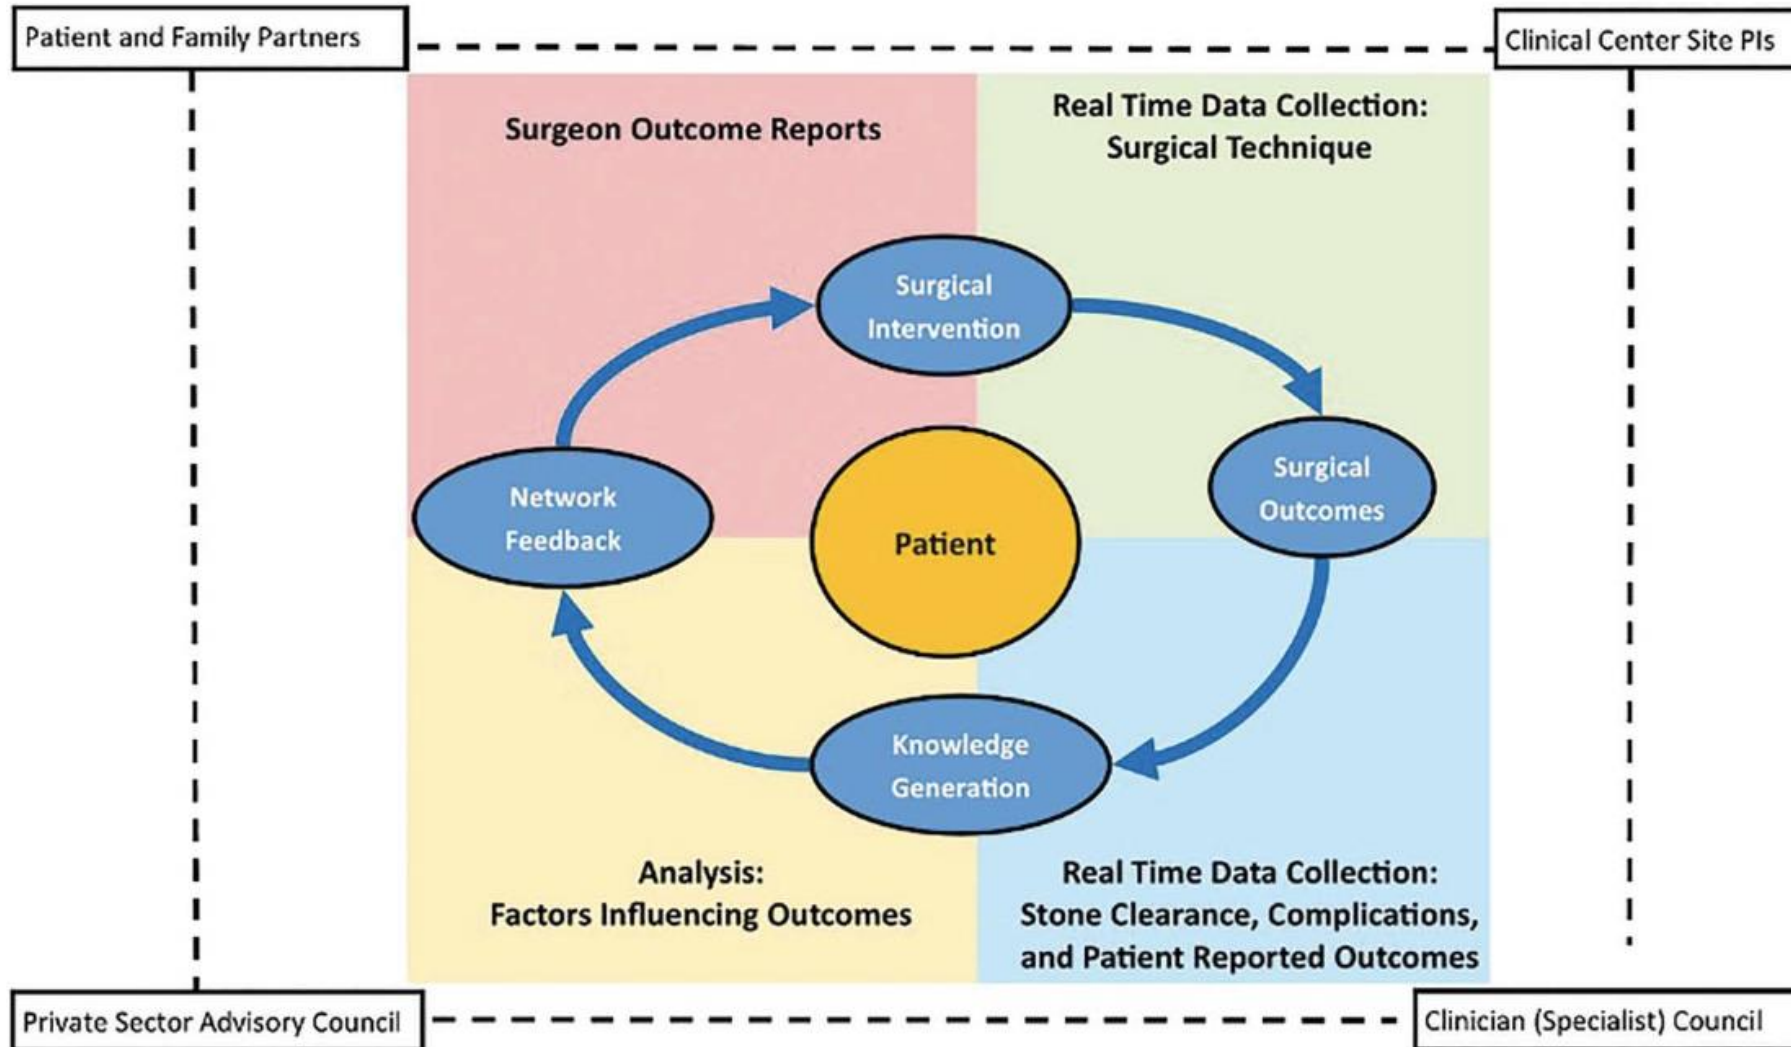 Patient and Family Partners
Clinical Center Site PIs
Surgeon Outcome Reports
Real Time Data Collection:
Surgical Technique
Surgical
Intervention
Surgical
Outcomes
Network
Feedback
Patient
Knowledge
Generation
Analysis:
Factors Influencing Outcomes
Real Time Data Collection:
Stone Clearance, Complications,
and Patient Reported Outcomes
Private Sector Advisory Council
Clinician (Specialist) Council